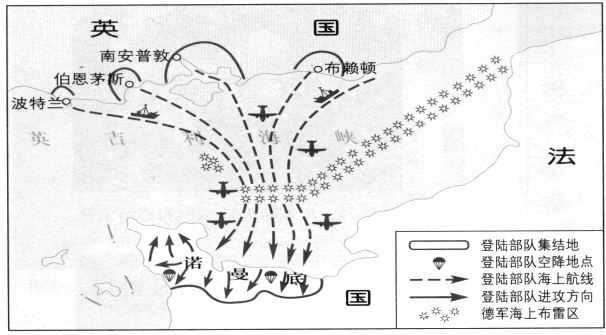 英国
南安普敦
布赖顿
伯恩茅斯
波特兰
英吉利海峡
法国
诺曼底
登陆部队集结地
登陆部队空降地点
登陆部队海上航线
登陆部队进攻方向
德军海上布雷区